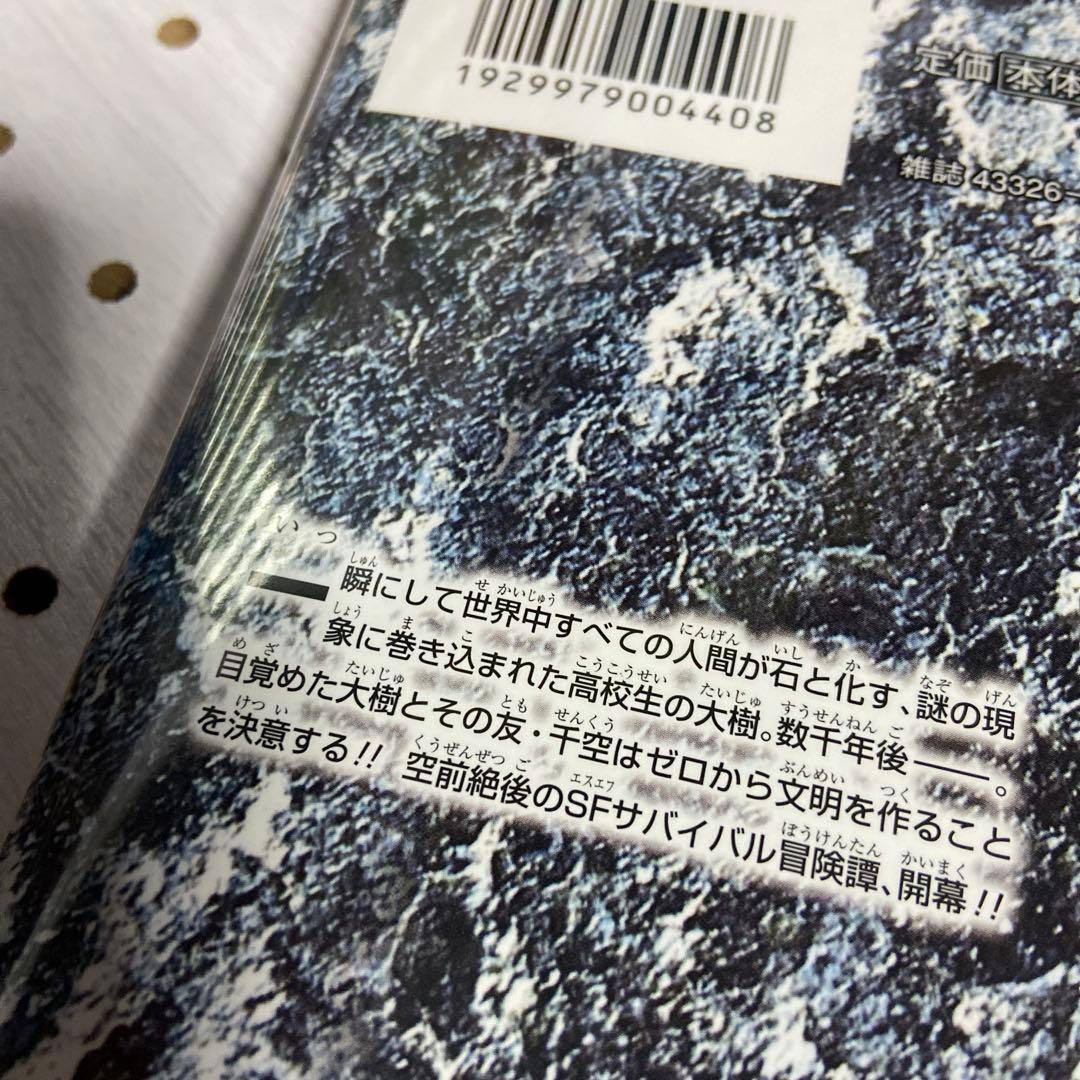 1929979004408
定価 本体
雑誌 43326-
一瞬にして世界中すべての人間が石と化す、謎の現
象に巻き込まれた高校生の大樹。数千年後——。
目覚めた大樹とその友・千空はゼロから文明を作ること
を決意する!! 空前絶後のSFサバイバル冒険譚、開幕!!